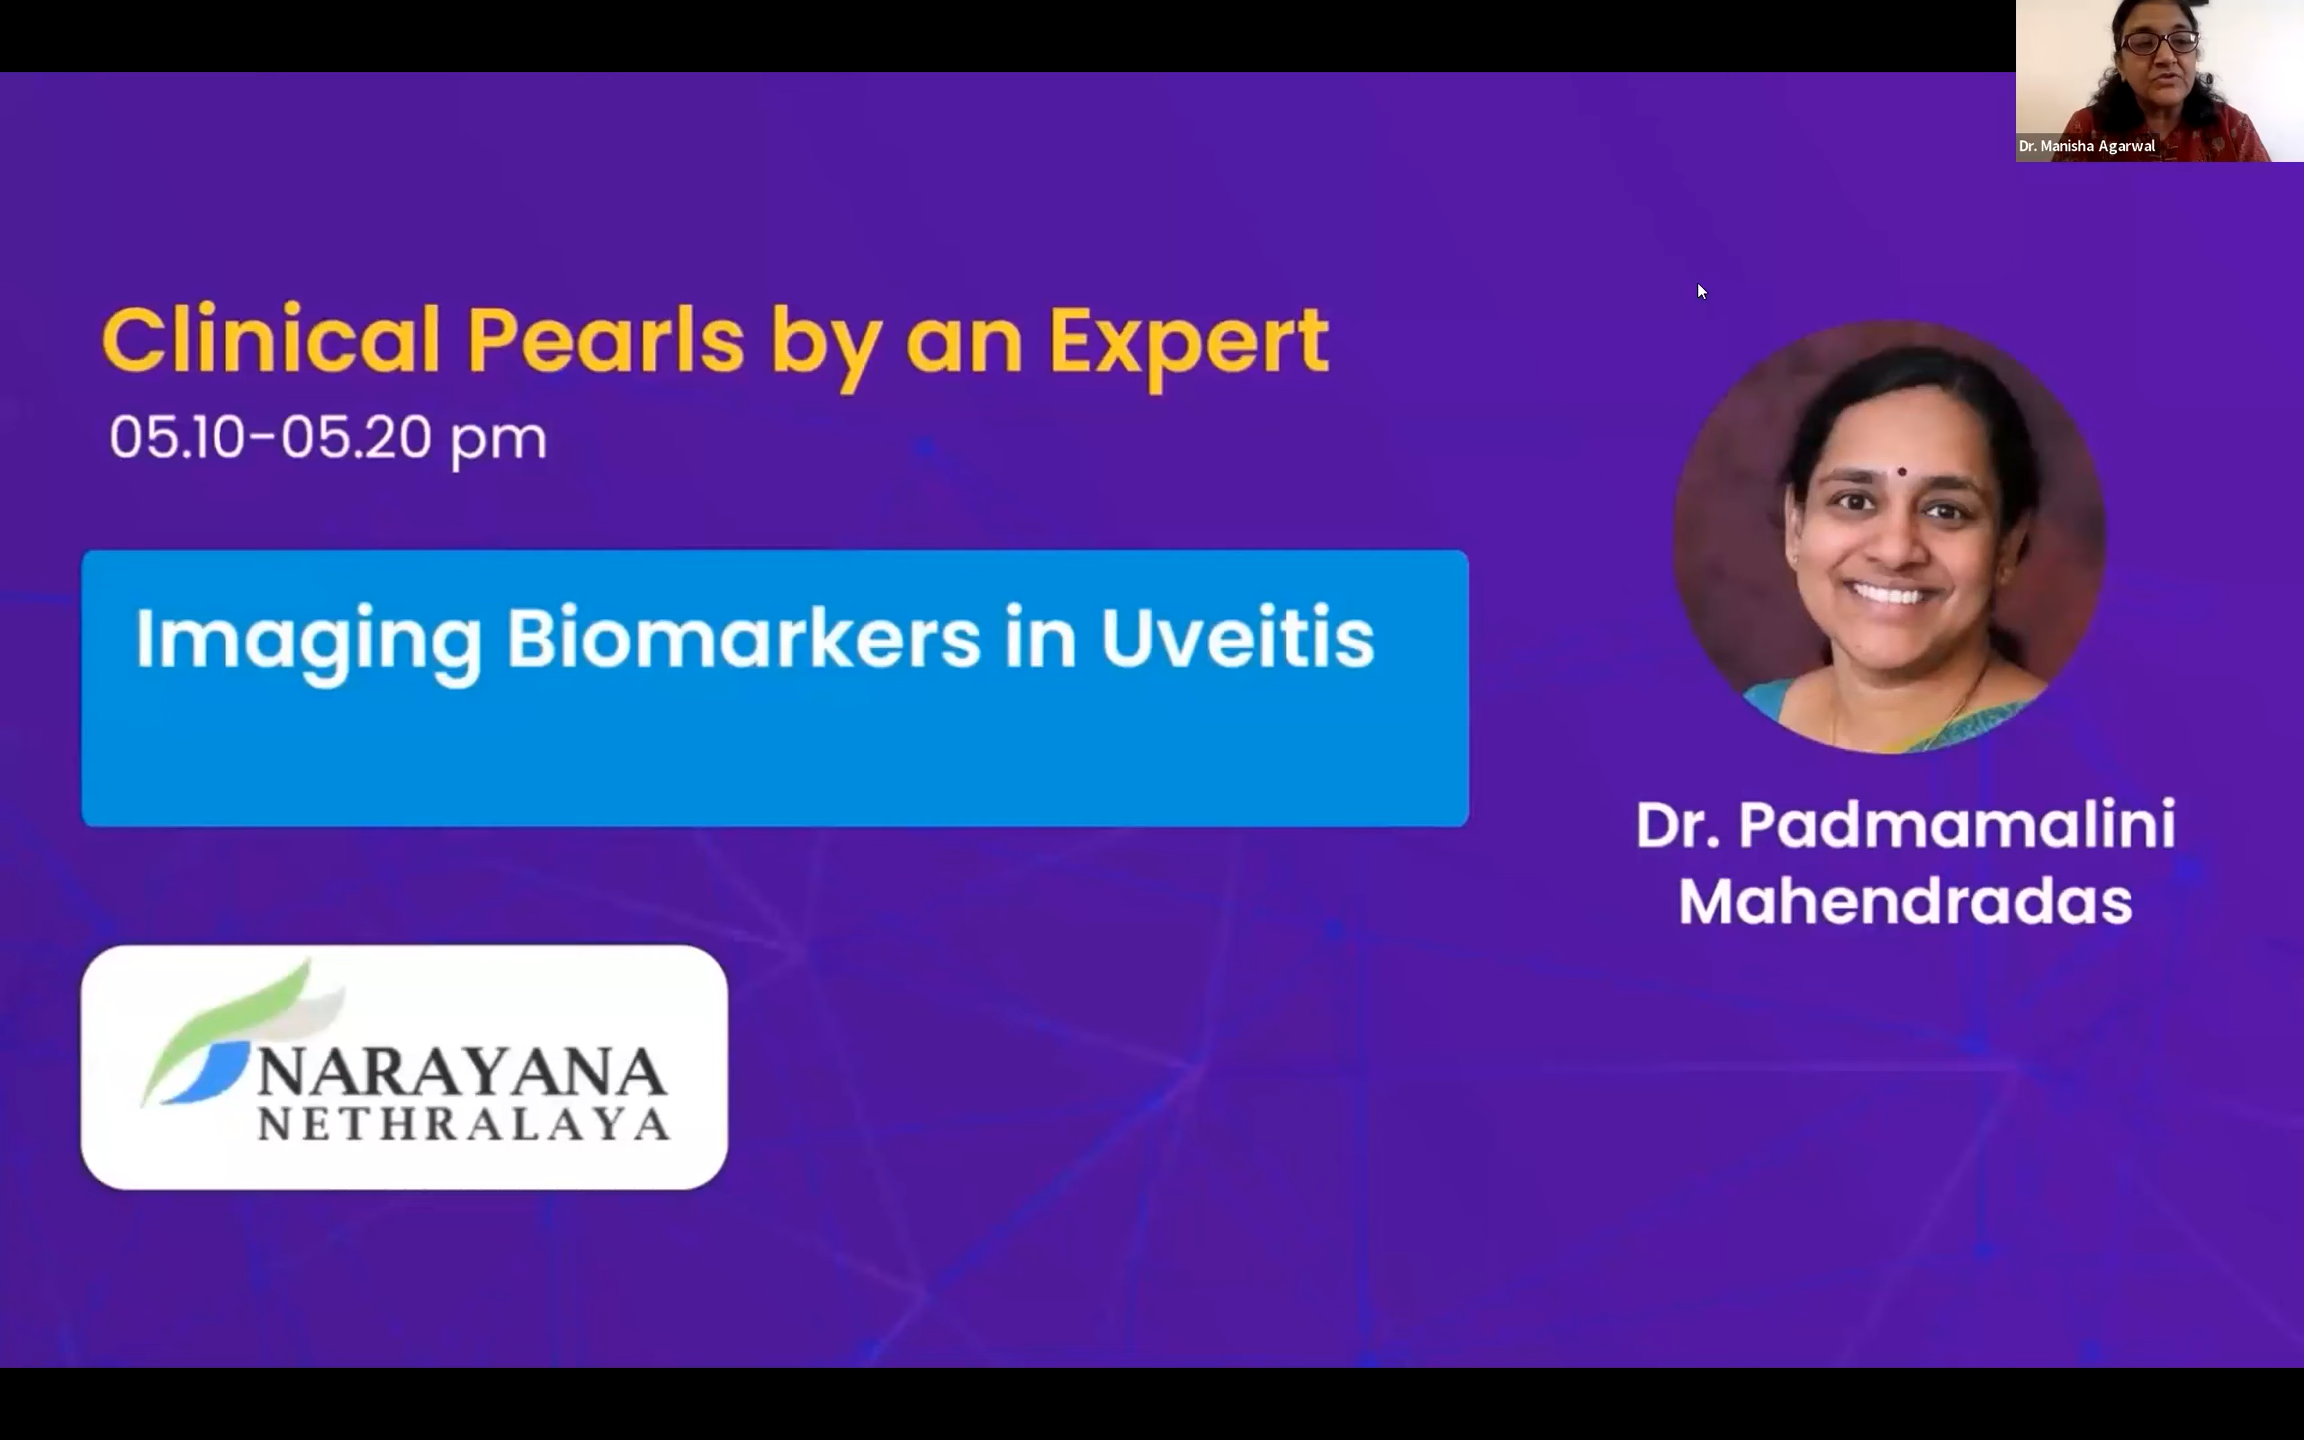 Dr. Manisha Agarwal
Clinical Pearls by an Expert
05.10-05.20 pm
Imaging Biomarkers in Uveitis
Dr. Padmamalini
Mahendradas
NARAYANA
NETHRALAYA